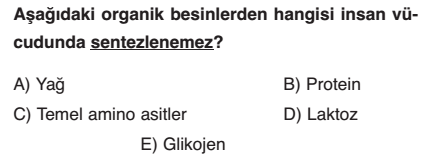 Aşağıdaki organik besinlerden hangisi insan vü-
cudunda sentezlenemez?
A) Yağ B) Protein
C) Temel amino asitler D) Laktoz
E) Glikojen